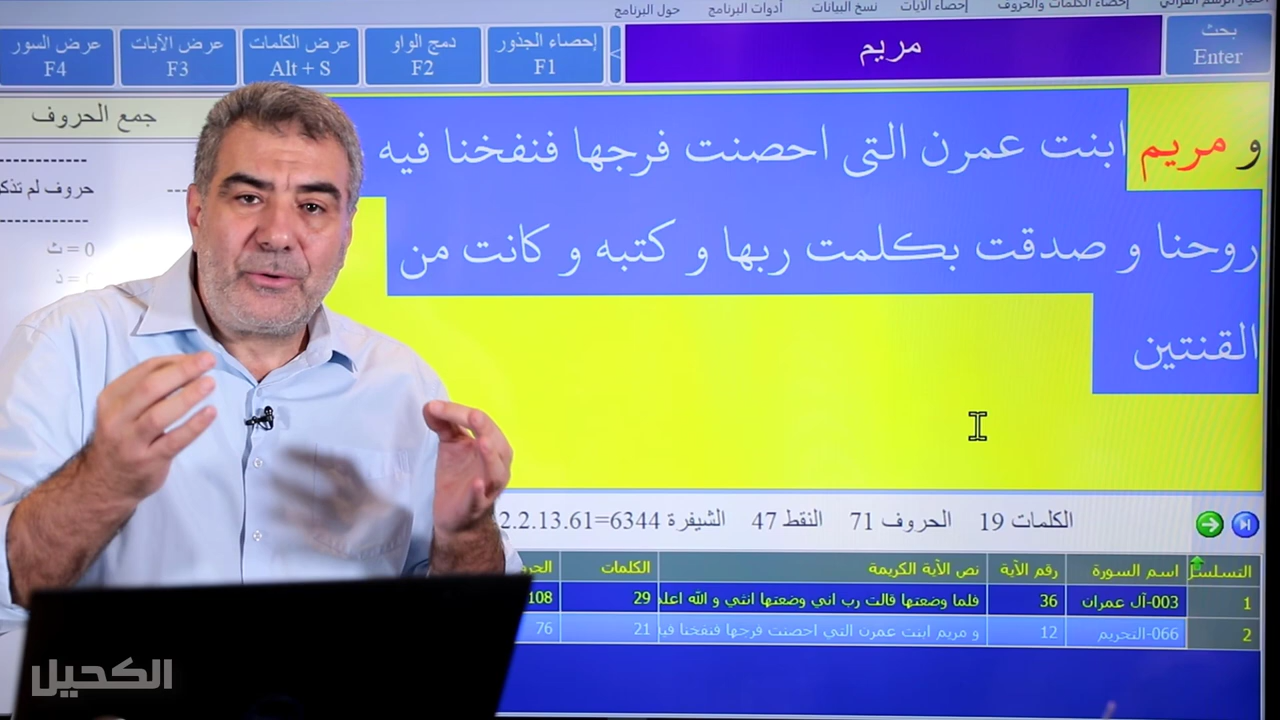 إحصاء الكلمات والحروف إحصاء الآيات نسخ البيانات أدوات البرنامج حول البرنامج
بحث
Enter
مريم
إحصاء الجذور
F1
دمج الواو
F2
عرض الكلمات
Alt + S
عرض الآيات
F3
عرض السور
F4
و مريم ابنت عمرن التى احصنت فرجها فنفخنا فيه
روحنا و صدقت بكلمت ربها و كتبه و كانت من
القنتين
جمع الحروف
حروف لم تذك
ث = 0
الكلمات 19 الحروف 71 النقط 47 الشيفرة 2.2.13.61=6344
التسلسل اسم السورة رقم الآية نص الآية الكريمة الكلمات الحرو
1 003-آل عمران 36 فلما وضعتها قالت رب اني وضعتها انثي و الله اعلم 29 108
2 066-التحريم 12 و مريم ابنت عمرن التي احصنت فرجها فنفخنا فيه 21 76
الكحيل